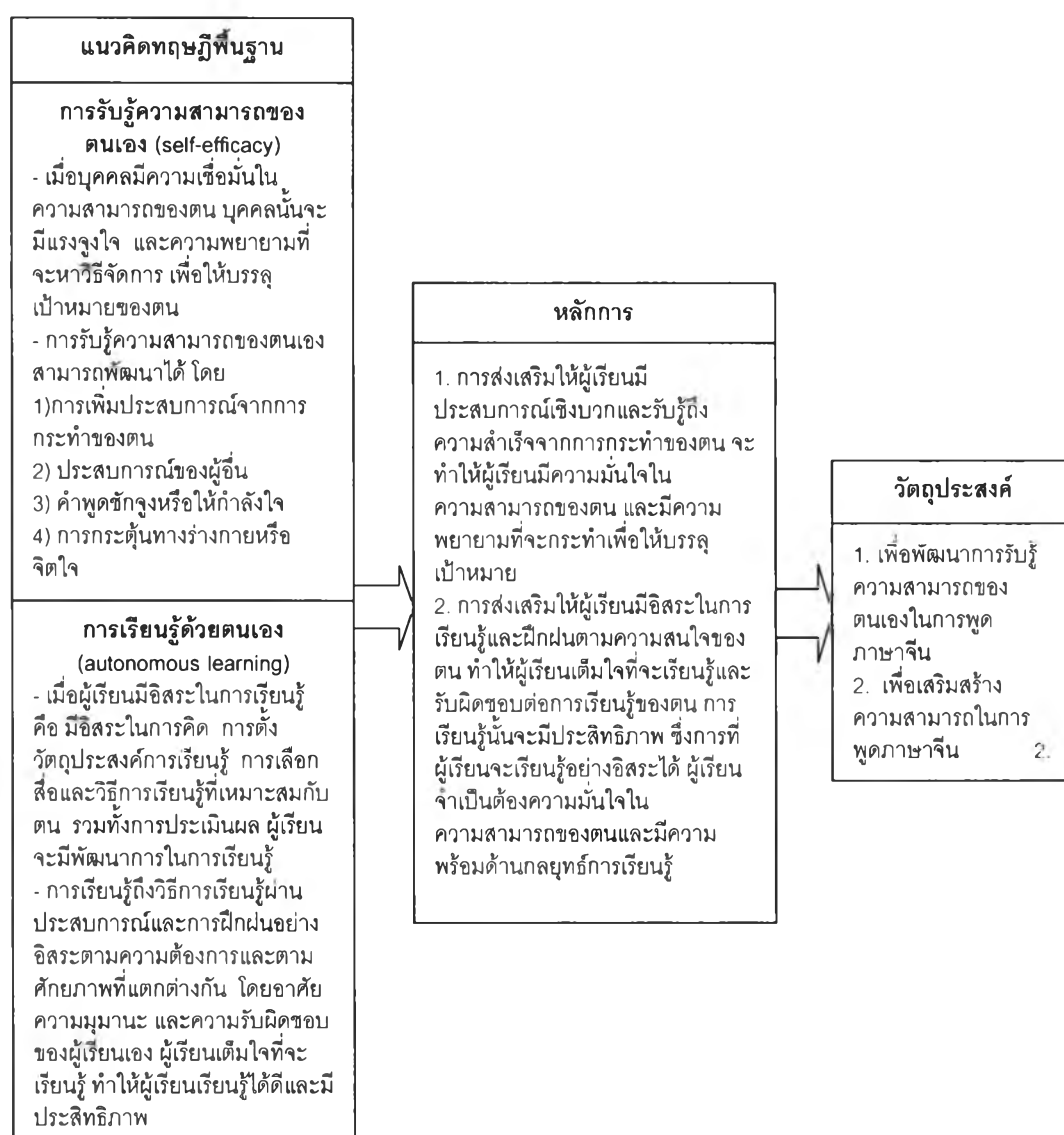 แนวคิดทฤษฎีพื้นฐาน
การรับรู้ความสามารถของ
ตนเอง (self-efficacy)
- เมื่อบุคคลมีความเชื่อมั่นใน
ความสามารถของตน บุคคลนั้นจะ
มีแรงจูงใจ และความพยายามที่
จะหาวิธีจัดการ เพื่อให้บรรลุ
เป้าหมายของตน
- การรับรู้ความสามารถของตนเอง
สามารถพัฒนาได้ โดย
1)การเพิ่มประสบการณ์จากการ
กระทำของตน
2) ประสบการณ์ของผู้อื่น
3) คำพูดชักจูงหรือให้กำลังใจ
4) การกระตุ้นทางร่างกายหรือ
จิตใจ
การเรียนรู้ด้วยตนเอง
(autonomous learning)
- เมื่อผู้เรียนมีอิสระในการเรียนรู้
คือ มีอิสระในการคิด การตั้ง
วัตถุประสงค์การเรียนรู้ การเลือก
สื่อและวิธีการเรียนรู้ที่เหมาะสมกับ
ตน รวมทั้งการประเมินผล ผู้เรียน
จะมีพัฒนาการในการเรียนรู้
- การเรียนรู้ถึงวิธีการเรียนรู้ผ่าน
ประสบการณ์และการฝึกฝนอย่าง
อิสระตามความต้องการและตาม
ศักยภาพที่แตกต่างกัน โดยอาศัย
ความมุมานะ และความรับผิดชอบ
ของผู้เรียนเอง ผู้เรียนเต็มใจที่จะ
เรียนรู้ ทำให้ผู้เรียนเรียนรู้ได้ดีและมี
ประสิทธิภาพ
หลักการ
1. การส่งเสริมให้ผู้เรียนมี
ประสบการณ์เชิงบวกและรับรู้ถึง
ความสำเร็จจากการกระทำของตน จะ
ทำให้ผู้เรียนมีความมั่นใจใน
ความสามารถของตน และมีความ
พยายามที่จะกระทำเพื่อให้บรรลุ
เป้าหมาย
2. การส่งเสริมให้ผู้เรียนมีอิสระในการ
เรียนรู้และฝึกฝนตามความสนใจของ
ตน ทำให้ผู้เรียนเต็มใจที่จะเรียนรู้และ
รับผิดชอบต่อการเรียนรู้ของตน การ
เรียนรู้นั้นจะมีประสิทธิภาพ ซึ่งการที่
ผู้เรียนจะเรียนรู้อย่างอิสระได้ ผู้เรียน
จำเป็นต้องความมั่นใจใน
ความสามารถของตนและมีความ
พร้อมด้านกลยุทธ์การเรียนรู้
วัตถุประสงค์
1. เพื่อพัฒนาการรับรู้
ความสามารถของ
ตนเองในการพูด
ภาษาจีน
2. เพื่อเสริมสร้าง
ความสามารถในการ
พูดภาษาจีน 2.